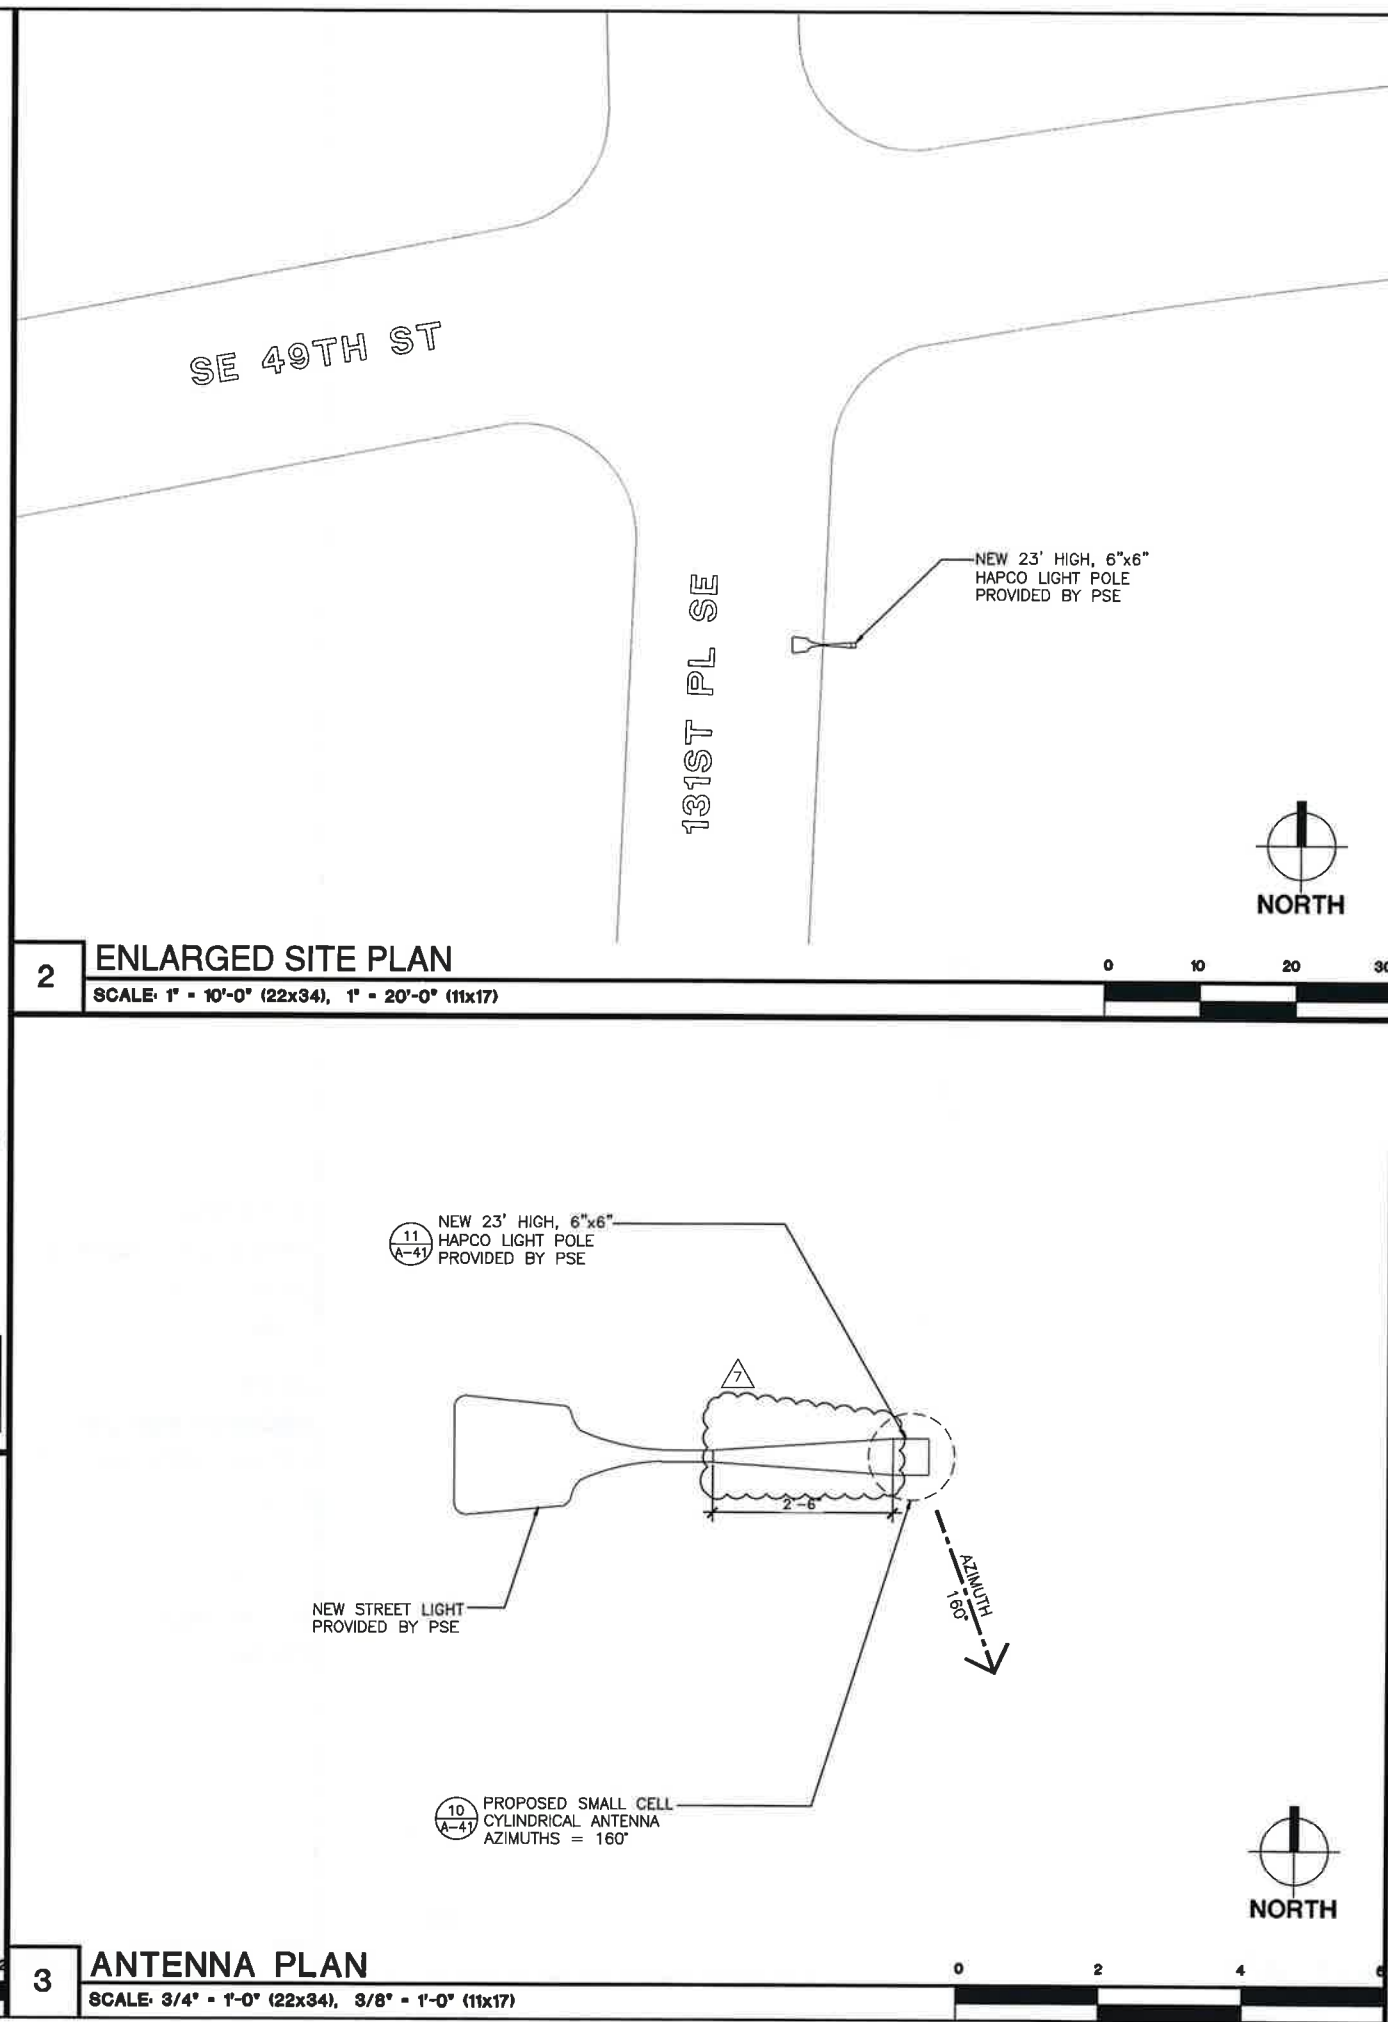 SE 49TH ST
131ST PL SE
NEW 23' HIGH, 6"x6"
HAPCO LIGHT POLE
PROVIDED BY PSE
NORTH
2
ENLARGED SITE PLAN
SCALE: 1" = 10'-0" (22x34), 1" = 20'-0" (11x17)
0 10 20 30
11
A-41
NEW 23' HIGH, 6"x6"
HAPCO LIGHT POLE
PROVIDED BY PSE
7
2'-6"
AZIMUTH
160°
NEW STREET LIGHT
PROVIDED BY PSE
10
A-41
PROPOSED SMALL CELL
CYLINDRICAL ANTENNA
AZIMUTHS = 160°
NORTH
3
ANTENNA PLAN
SCALE: 3/4" = 1'-0" (22x34), 3/8" = 1'-0" (11x17)
0 2 4 6